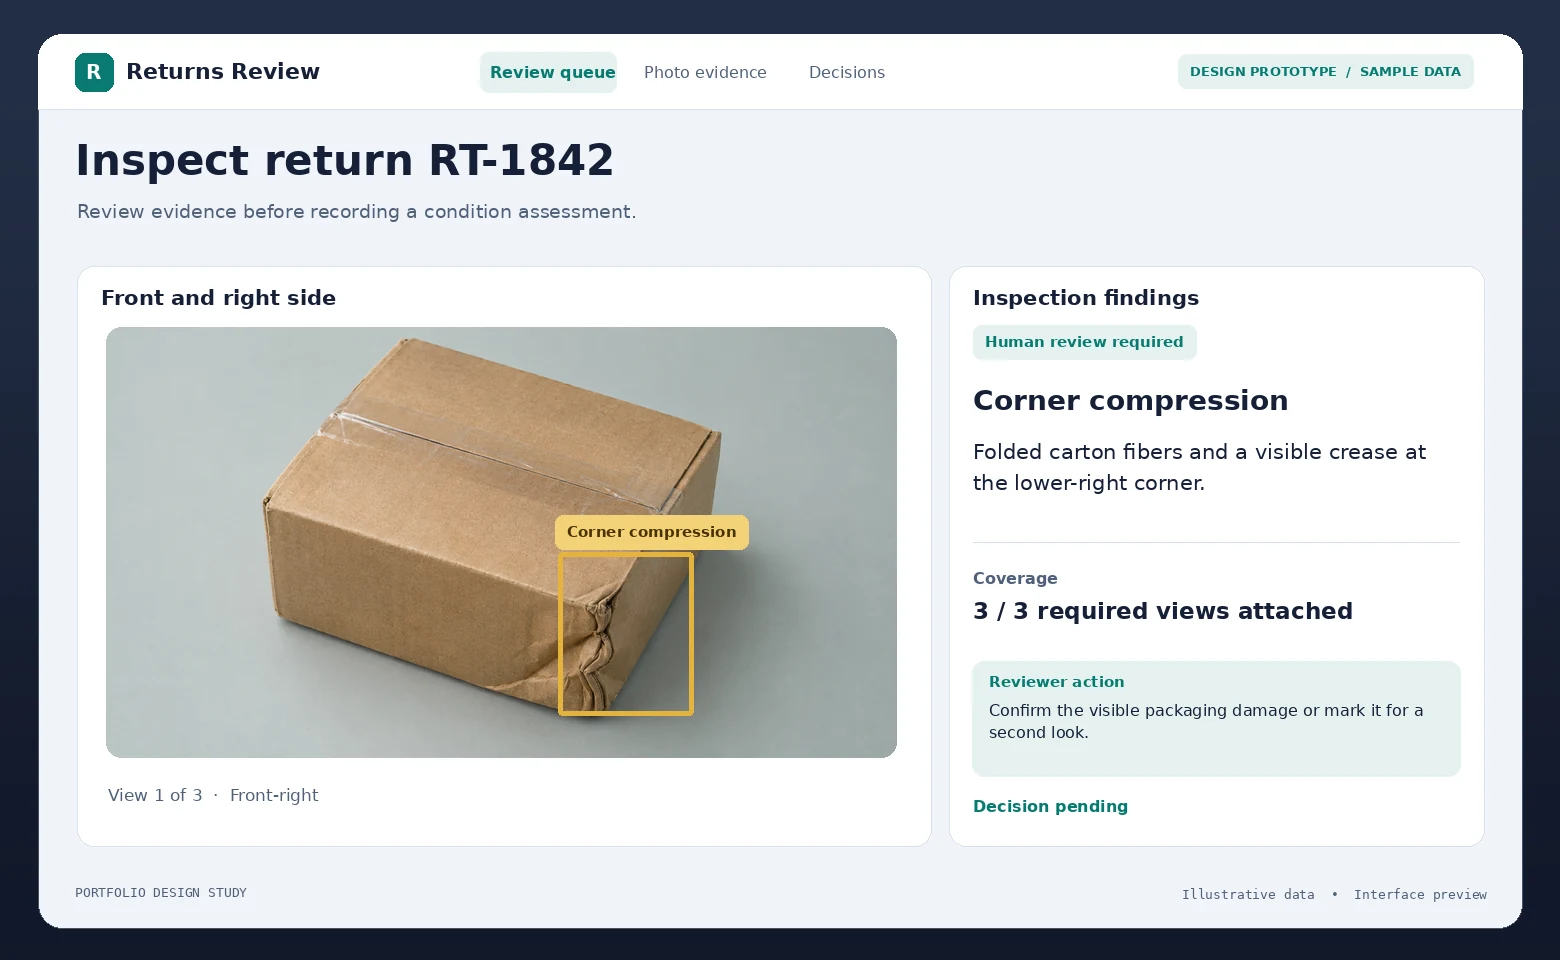 R
Returns Review
Review queue
Photo evidence
Decisions
DESIGN PROTOTYPE / SAMPLE DATA
Inspect return RT-1842
Review evidence before recording a condition assessment.
Front and right side
Corner compression
View 1 of 3 · Front-right
Inspection findings
Human review required
Corner compression
Folded carton fibers and a visible crease at
the lower-right corner.
Coverage
3 / 3 required views attached
Reviewer action
Confirm the visible packaging damage or mark it for a
second look.
Decision pending
PORTFOLIO DESIGN STUDY
Illustrative data • Interface preview